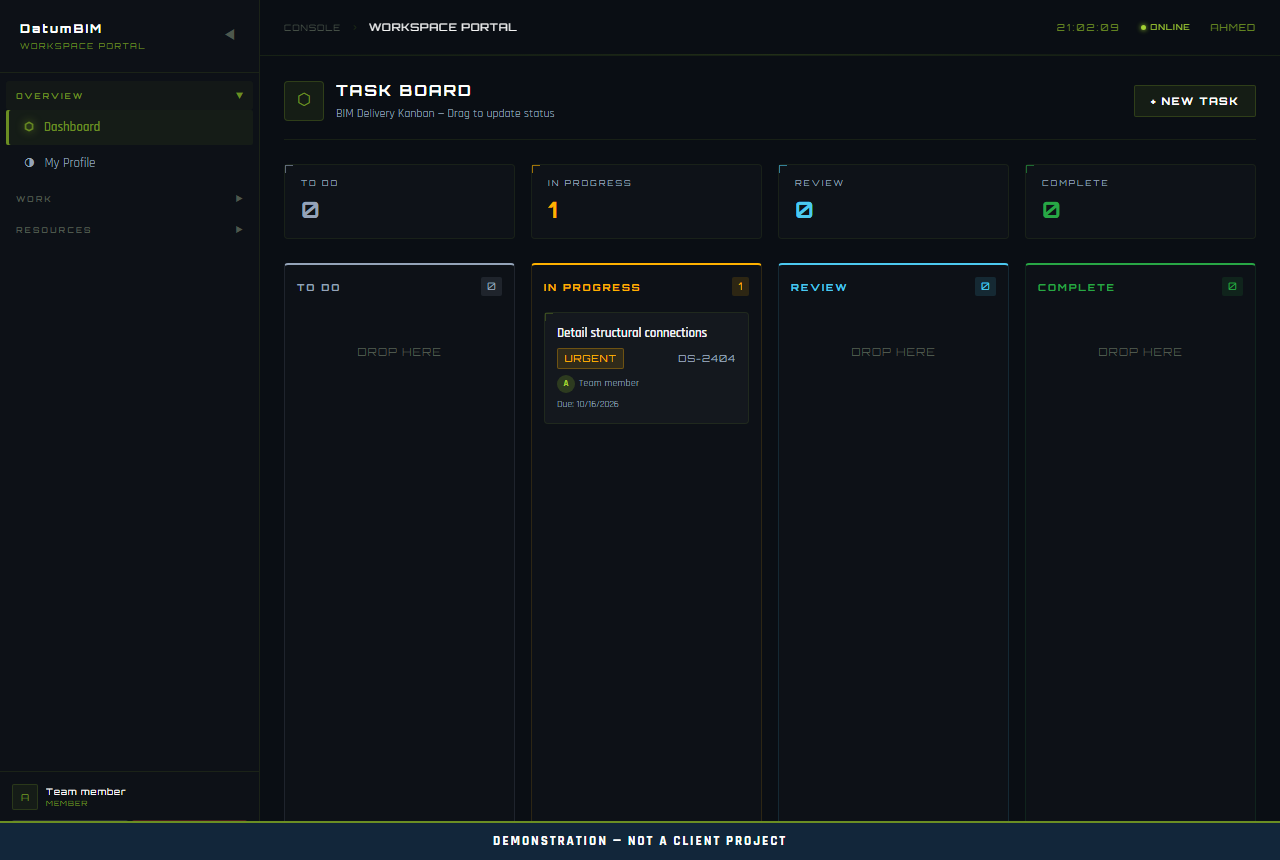 DatumBIM
WORKSPACE PORTAL
CONSOLE
WORKSPACE PORTAL
21:02:09
ONLINE
AHMED
OVERVIEW
Dashboard
My Profile
WORK
RESOURCES
TASK BOARD
BIM Delivery Kanban — Drag to update status
+ NEW TASK
TO DO
0
IN PROGRESS
1
REVIEW
0
COMPLETE
0
TO DO
0
DROP HERE
IN PROGRESS
1
Detail structural connections
URGENT
DS-2404
A
Team member
Due: 10/16/2026
REVIEW
0
DROP HERE
COMPLETE
0
DROP HERE
A
Team member
MEMBER
DEMONSTRATION — NOT A CLIENT PROJECT